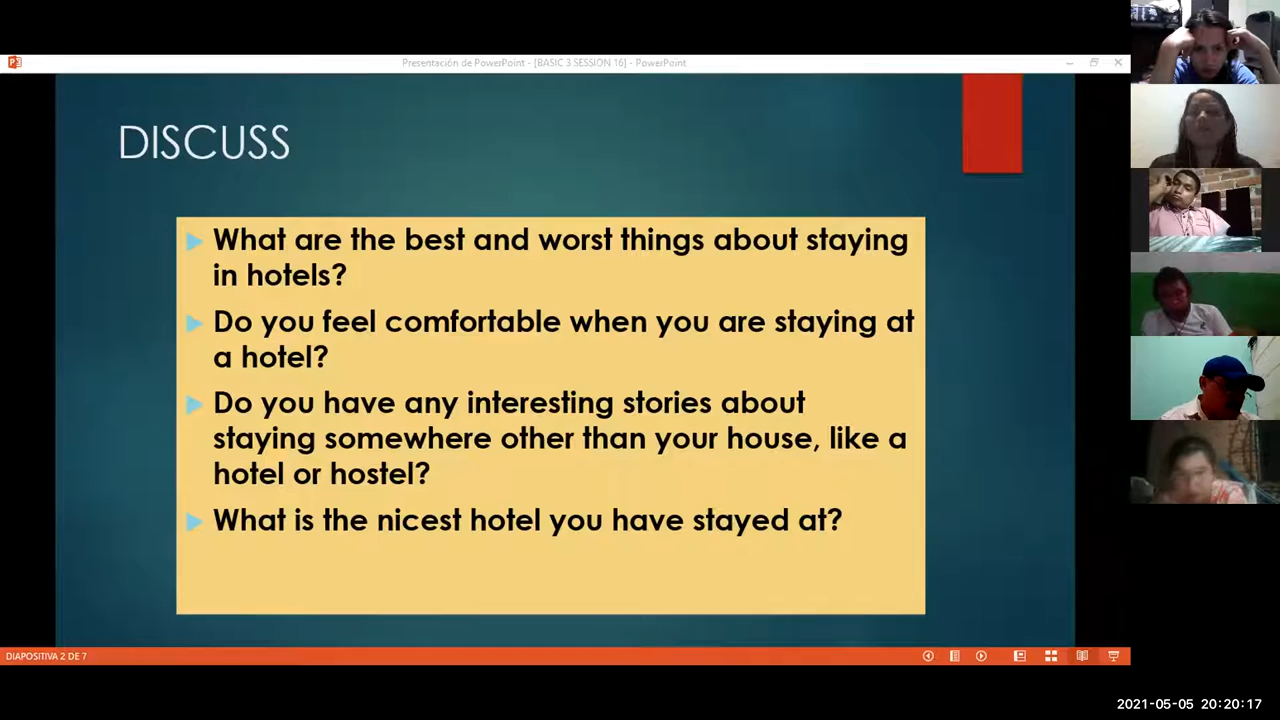 Presentación de PowerPoint - [BASIC 3 SESSION 16] - PowerPoint
DISCUSS
What are the best and worst things about staying
in hotels?
Do you feel comfortable when you are staying at
a hotel?
Do you have any interesting stories about
staying somewhere other than your house, like a
hotel or hostel?
What is the nicest hotel you have stayed at?
DIAPOSITIVA 2 DE 7
2021-05-05 20:20:17